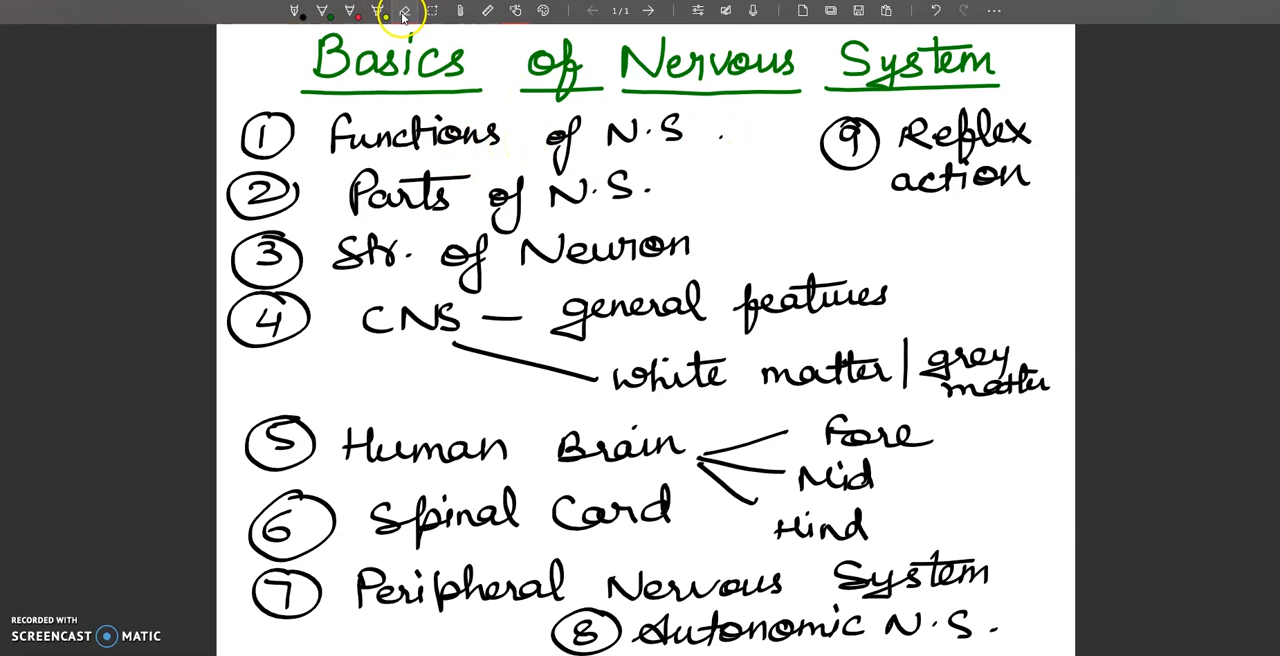 1/1
Basics of Nervous System
① Functions of N.S.
② Parts of N.S.
③ Str. of Neuron
④ CNS — general features
white matter | grey matter
⑤ Human Brain
Fore
Mid
Hind
⑥ Spinal Cord
⑦ Peripheral Nervous System
⑧ Autonomic N.S.
⑨ Reflex
action
RECORDED WITH
SCREENCAST MATIC